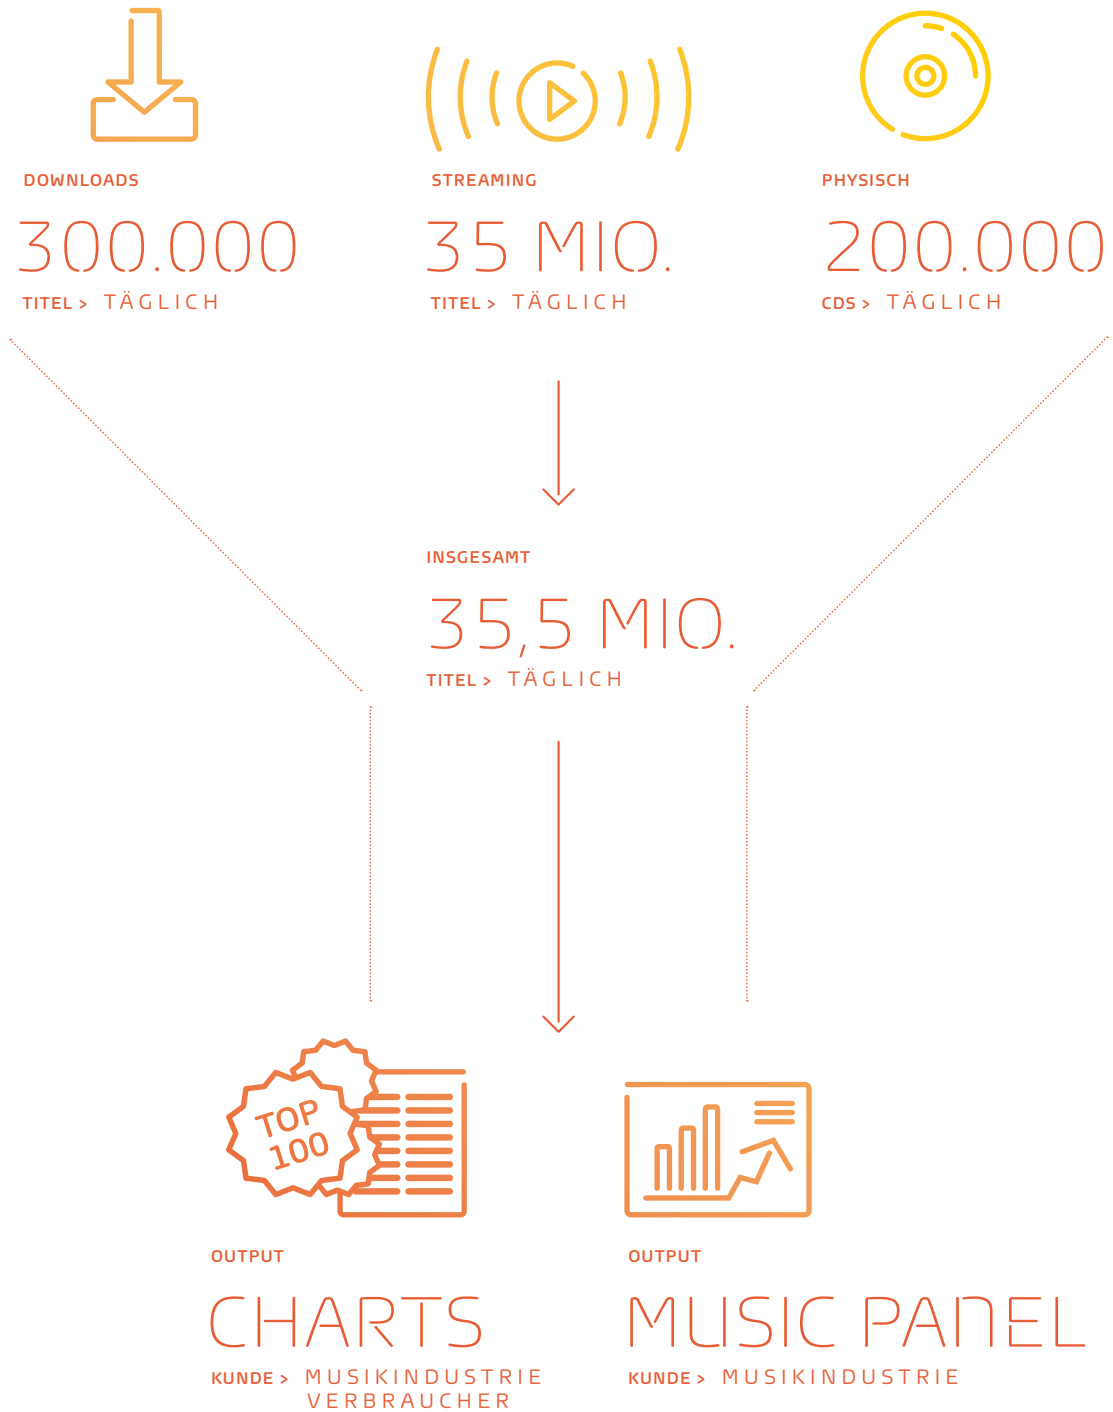 DOWNLOADS
300.000
TITEL > TÄGLICH
STREAMING
35 MIO.
TITEL > TÄGLICH
PHYSISCH
200.000
CDS > TÄGLICH
INSGESAMT
35,5 MIO.
TITEL > TÄGLICH
TOP
100
OUTPUT
CHARTS
KUNDE > MUSIKINDUSTRIE
VERBRAUCHER
OUTPUT
MUSIC PANEL
KUNDE > MUSIKINDUSTRIE